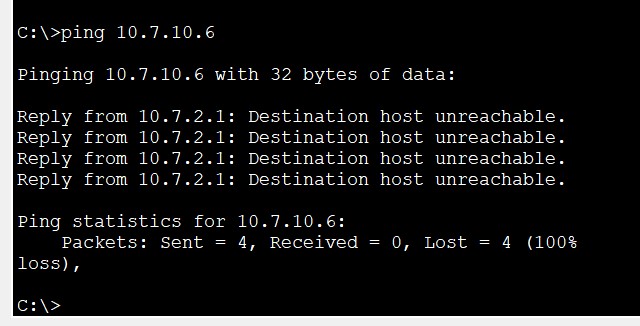 C:\>ping 10.7.10.6
Pinging 10.7.10.6 with 32 bytes of data:
Reply from 10.7.2.1: Destination host unreachable.
Reply from 10.7.2.1: Destination host unreachable.
Reply from 10.7.2.1: Destination host unreachable.
Reply from 10.7.2.1: Destination host unreachable.
Ping statistics for 10.7.10.6:
    Packets: Sent = 4, Received = 0, Lost = 4 (100%
loss),
C:\>